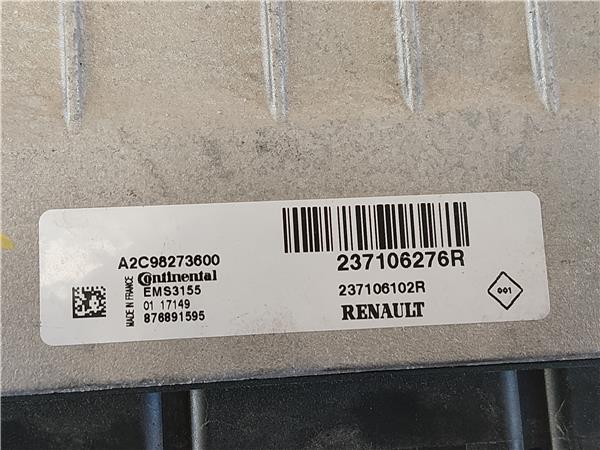 A2C98273600
Continental
EMS3155
01 17149
876891595
MADE IN FRANCE
237106276R
237106102R
RENAULT
001